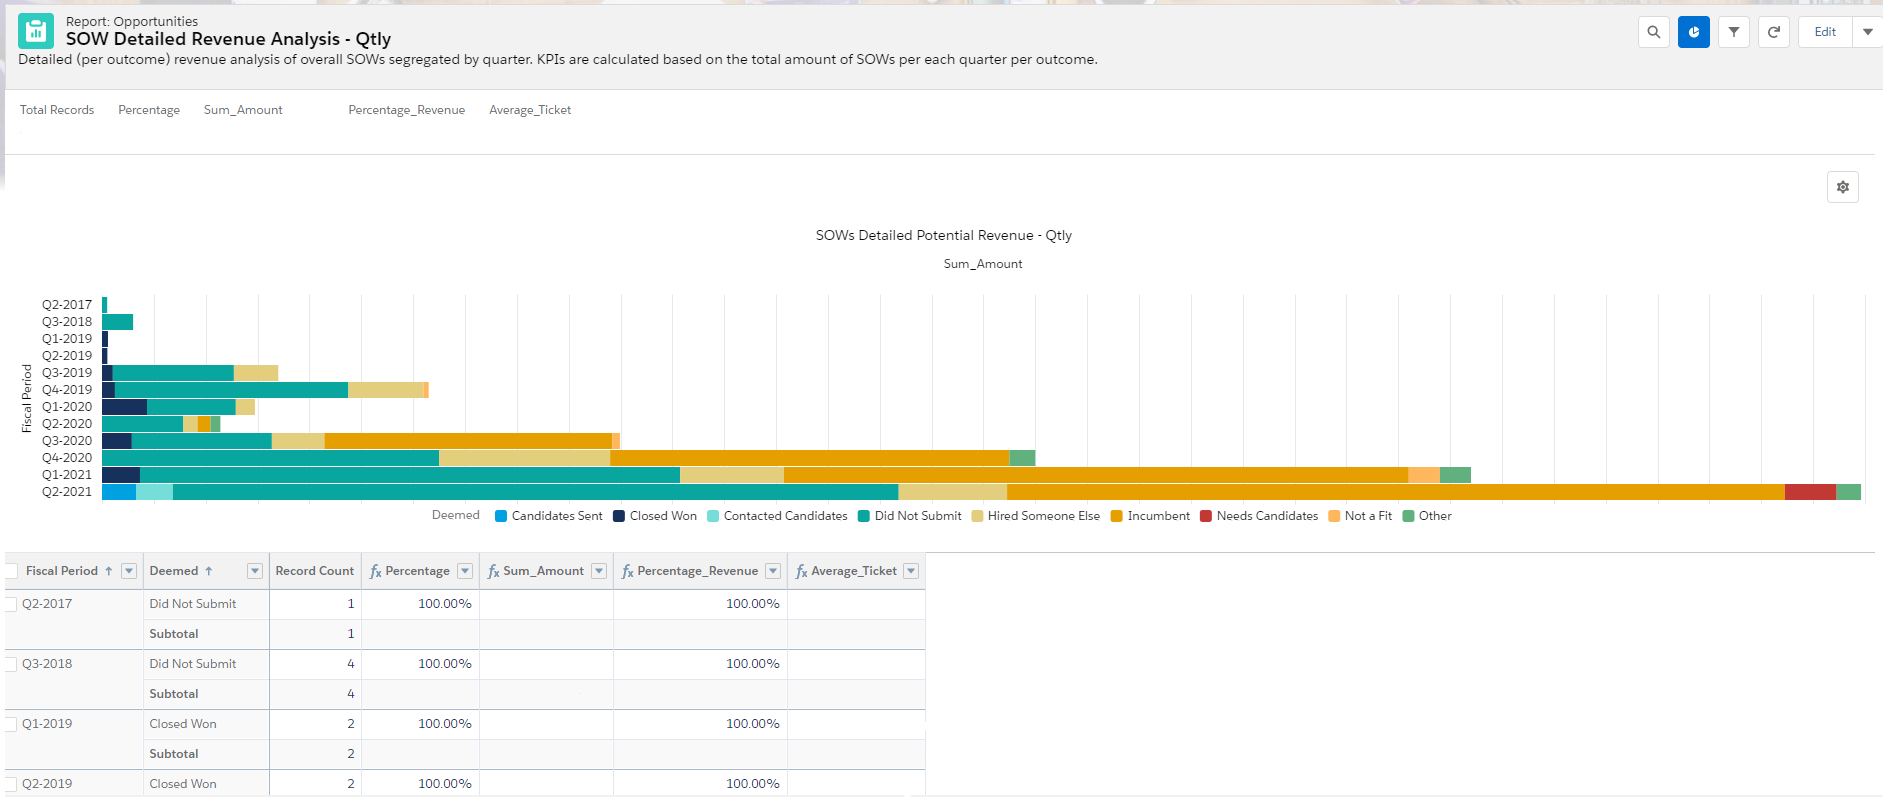 Report: Opportunities
SOW Detailed Revenue Analysis - Qtly
Detailed (per outcome) revenue analysis of overall SOWs segregated by quarter. KPIs are calculated based on the total amount of SOWs per each quarter per outcome.
Edit
Total Records Percentage Sum_Amount Percentage_Revenue Average_Ticket
SOWs Detailed Potential Revenue - Qtly
Sum_Amount
Fiscal Period
Q2-2017
Q3-2018
Q1-2019
Q2-2019
Q3-2019
Q4-2019
Q1-2020
Q2-2020
Q3-2020
Q4-2020
Q1-2021
Q2-2021
Deemed Candidates Sent Closed Won Contacted Candidates Did Not Submit Hired Someone Else Incumbent Needs Candidates Not a Fit Other
Fiscal Period ↑ Deemed ↑ Record Count fx Percentage fx Sum_Amount fx Percentage_Revenue fx Average_Ticket
Q2-2017 Did Not Submit 1 100.00% 100.00%
Subtotal 1
Q3-2018 Did Not Submit 4 100.00% 100.00%
Subtotal 4
Q1-2019 Closed Won 2 100.00% 100.00%
Subtotal 2
Q2-2019 Closed Won 2 100.00% 100.00%